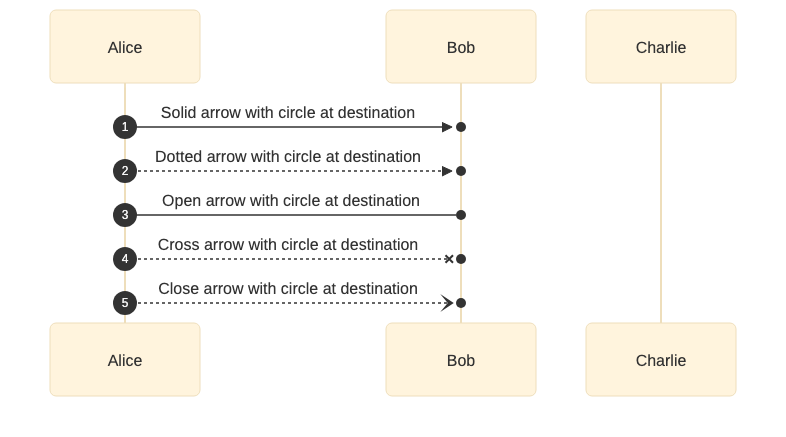 Alice
Bob
Charlie
Solid arrow with circle at destination
1
Dotted arrow with circle at destination
2
Open arrow with circle at destination
3
Cross arrow with circle at destination
4
Close arrow with circle at destination
5
Alice
Bob
Charlie